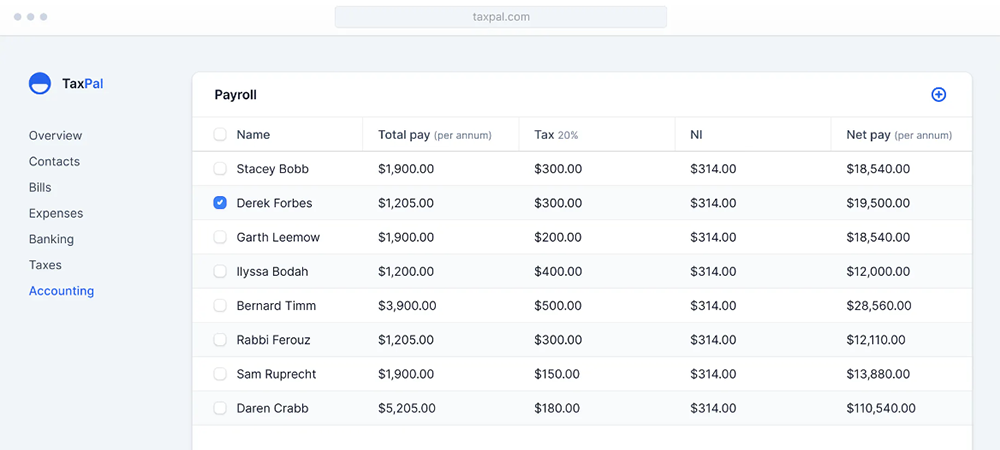 taxpal.com
TaxPal
Overview
Contacts
Bills
Expenses
Banking
Taxes
Accounting
Payroll
Name Total pay (per annum) Tax 20% NI Net pay (per annum)
Stacey Bobb $1,900.00 $300.00 $314.00 $18,540.00
Derek Forbes $1,205.00 $300.00 $314.00 $19,500.00
Garth Leemow $1,900.00 $200.00 $314.00 $18,540.00
Ilyssa Bodah $1,200.00 $400.00 $314.00 $12,000.00
Bernard Timm $3,900.00 $500.00 $314.00 $28,560.00
Rabbi Ferouz $1,205.00 $300.00 $314.00 $12,110.00
Sam Ruprecht $1,900.00 $150.00 $314.00 $13,880.00
Daren Crabb $5,205.00 $180.00 $314.00 $110,540.00